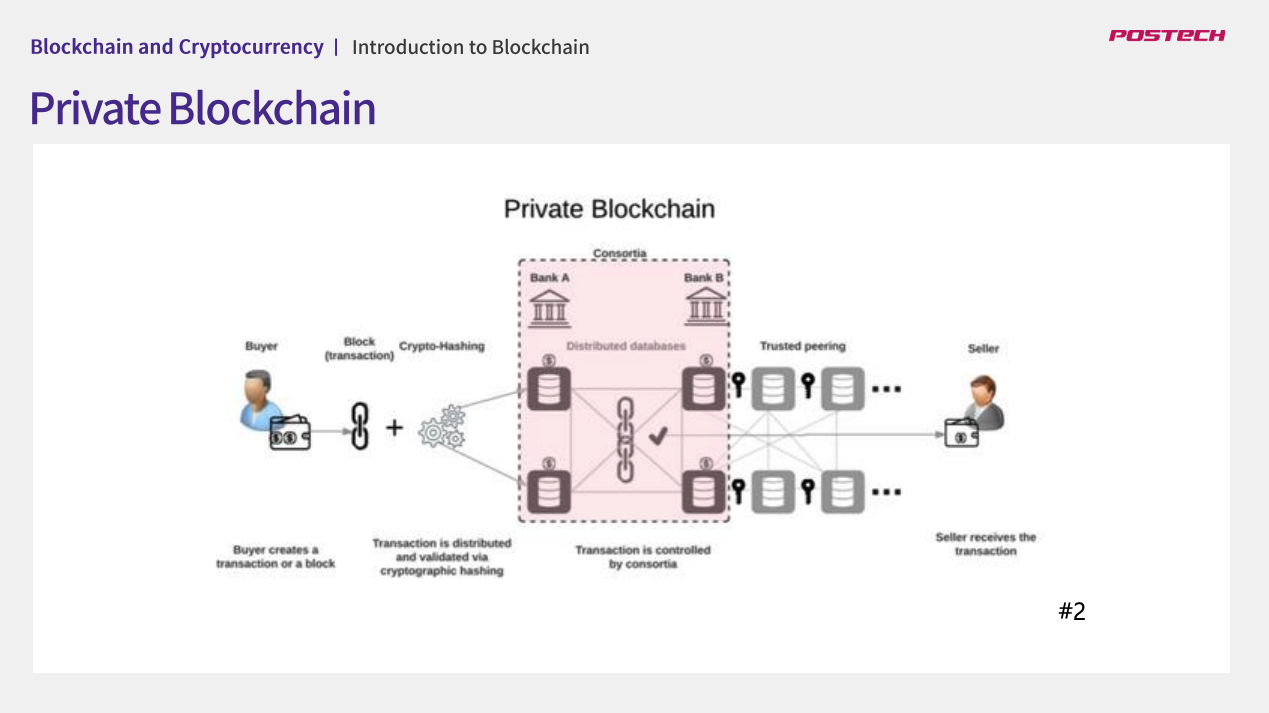 Blockchain and Cryptocurrency | Introduction to Blockchain
POSTECH
Private Blockchain
Private Blockchain
Consortia
Bank A
Bank B
Buyer
Block
(transaction)
Crypto-Hashing
Distributed databases
Trusted peering
Seller
Buyer creates a
transaction or a block
Transaction is distributed
and validated via
cryptographic hashing
Transaction is controlled
by consortia
Seller receives the
transaction
#2